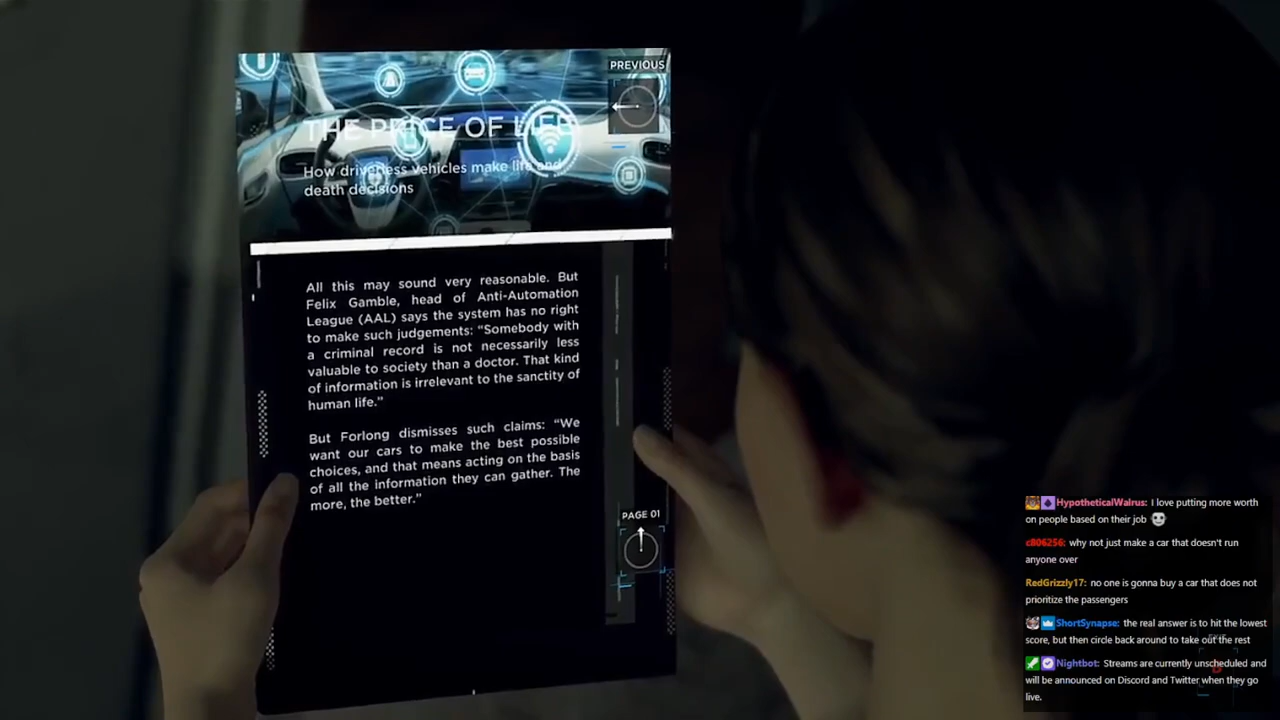 PREVIOUS
THE PRICE OF LIFE
How driverless vehicles make life and
death decisions
All this may sound very reasonable. But
Felix Gamble, head of Anti-Automation
League (AAL) says the system has no right
to make such judgements: “Somebody with
a criminal record is not necessarily less
valuable to society than a doctor. That kind
of information is irrelevant to the sanctity of
human life.”
But Forlong dismisses such claims: “We
want our cars to make the best possible
choices, and that means acting on the basis
of all the information they can gather. The
more, the better.”
PAGE 01
HypotheticalWalrus: I love putting more worth
on people based on their job
c806256: why not just make a car that doesn't run
anyone over
RedGrizzly17: no one is gonna buy a car that does not
prioritize the passengers
ShortSynapse: the real answer is to hit the lowest
score, but then circle back around to take out the rest
Nightbot: Streams are currently unscheduled and
will be announced on Discord and Twitter when they go
live.